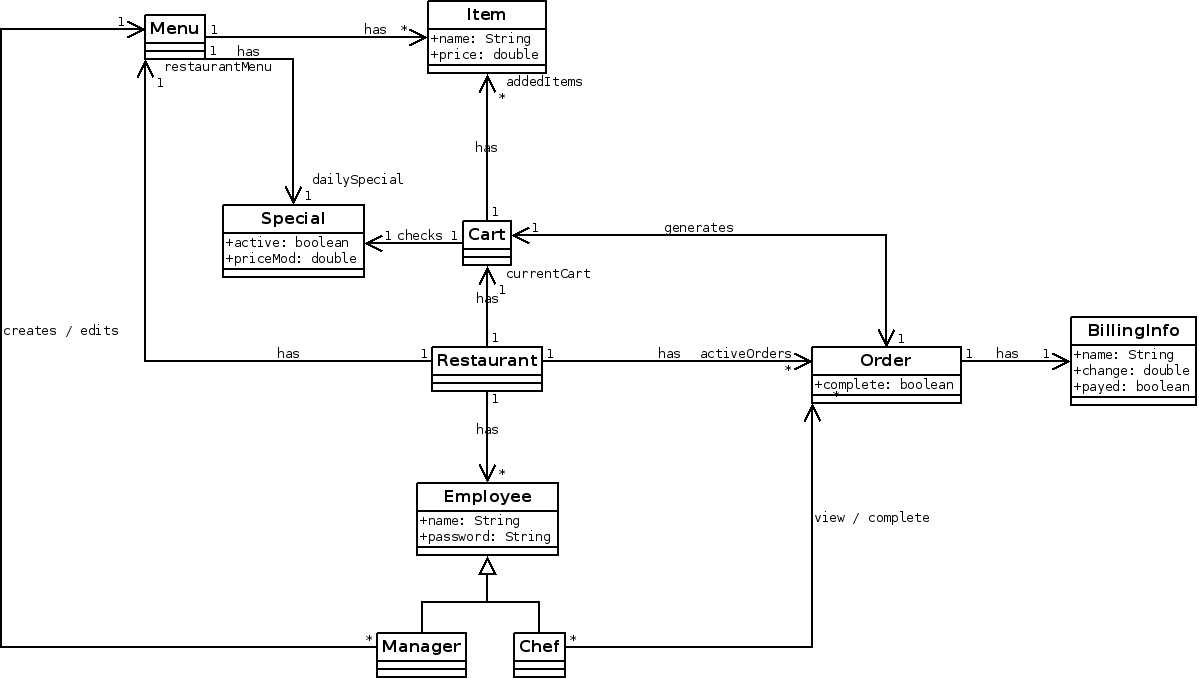 Item
1
Menu
1
has
*
+name: String
+price: double
1
has
restaurantMenu
1
addedItems
*
has
dailySpecial
1
Special
+active: boolean
+priceMod: double
1 checks 1
1
Cart
1
generates
currentCart
1
has
1
creates / edits
has
1
Restaurant
1
has
activeOrders
*
1
Order
+complete: boolean
*
1
has
1
BillingInfo
+name: String
+change: double
+payed: boolean
1
has
*
Employee
+name: String
+password: String
view / complete
*
Manager
Chef
*